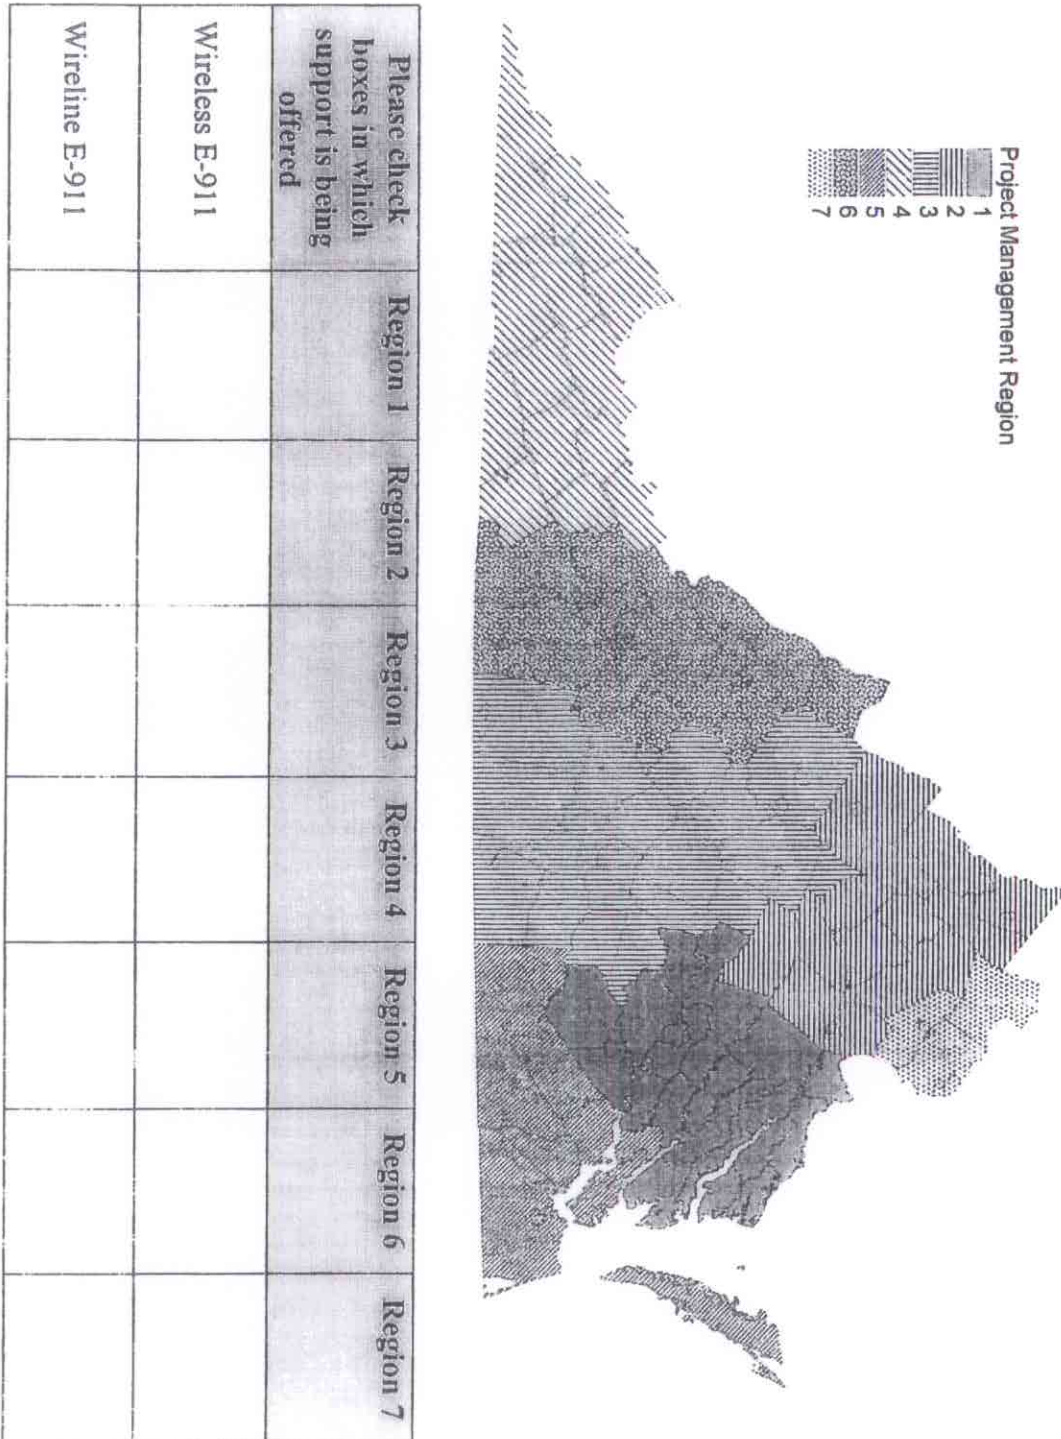 Project Management Region
1
2
3
4
5
6
7
Please check
boxes in which
support is being
offered
Region 1
Region 2
Region 3
Region 4
Region 5
Region 6
Region 7
Wireless E-911
Wireline E-911